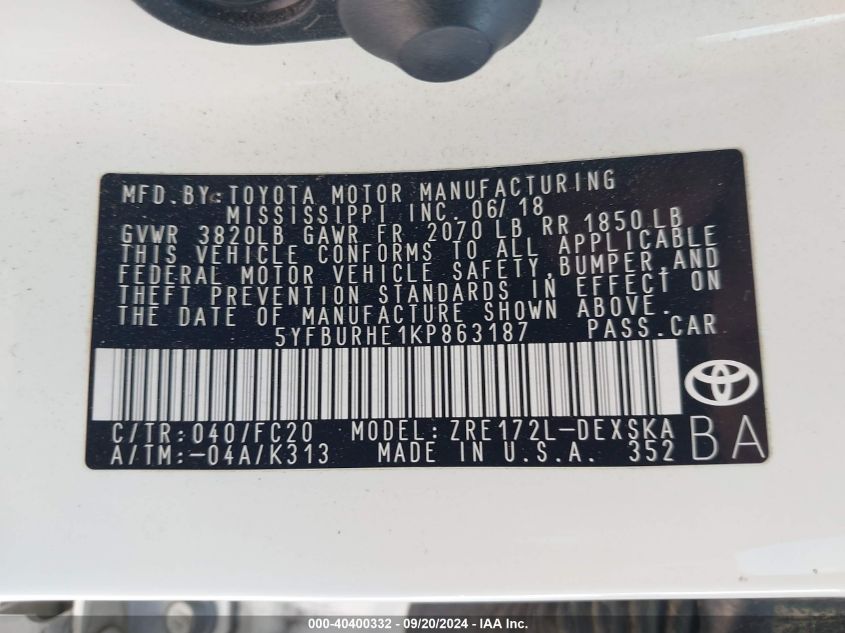 MFD. BY: TOYOTA MOTOR MANUFACTURING
MISSISSIPPI INC. 06/18
GVWR 3820LB GAWR FR 2070 LB RR 1850 LB
THIS VEHICLE CONFORMS TO ALL APPLICABLE
FEDERAL MOTOR VEHICLE SAFETY, BUMPER, AND
THEFT PREVENTION STANDARDS IN EFFECT ON
THE DATE OF MANUFACTURE SHOWN ABOVE.
5YFBURHE1KP863187 PASS. CAR
C/TR: 040/FC20 MODEL: ZRE172L-DEXSKA
A/TM: -04A/K313 MADE IN U.S.A. 352
BA
000-40400332 - 09/20/2024 - IAA Inc.